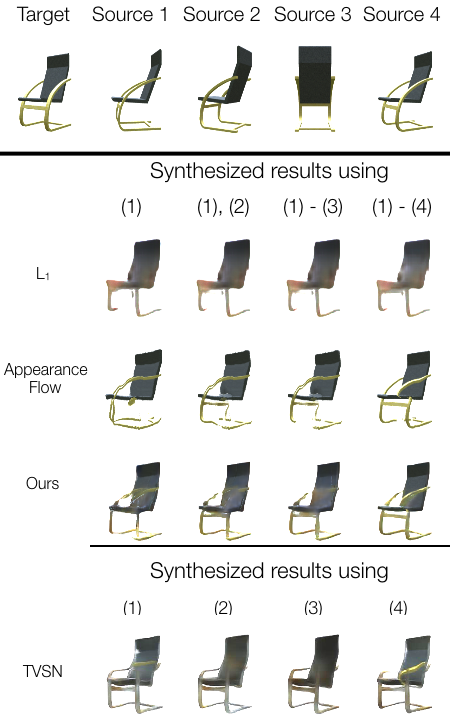 Target Source 1 Source 2 Source 3 Source 4
Synthesized results using
(1) (1), (2) (1) - (3) (1) - (4)
L₁
Appearance
Flow
Ours
Synthesized results using
(1) (2) (3) (4)
TVSN